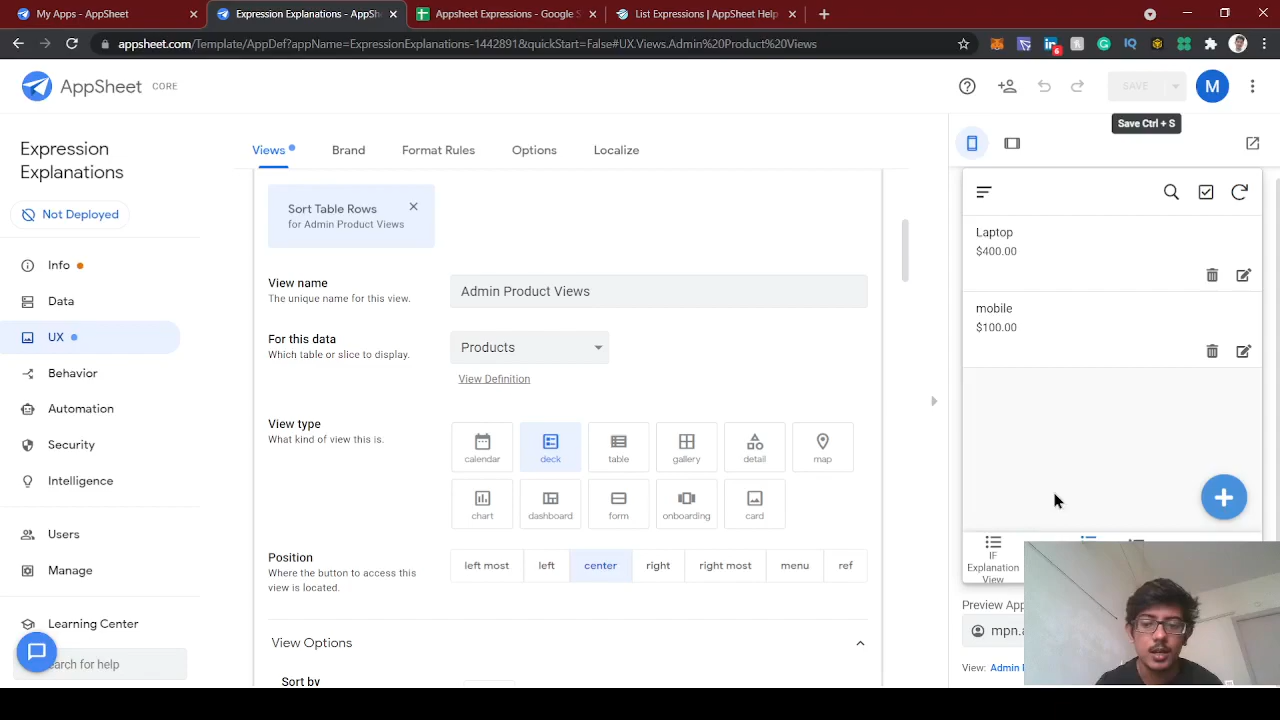 My Apps - AppSheet
Expression Explanations - AppSh
Appsheet Expressions - Google S
List Expressions | AppSheet Help
appsheet.com/Template/AppDef?appName=ExpressionExplanations-1442891&quickStart=False#UX.Views.Admin%20Product%20Views
AppSheet CORE
SAVE
M
Save Ctrl + S
Expression
Explanations
Not Deployed
Info
Data
UX
Behavior
Automation
Security
Intelligence
Users
Manage
Learning Center
earch for help
Views
Brand
Format Rules
Options
Localize
Sort Table Rows
for Admin Product Views
View name
The unique name for this view.
Admin Product Views
For this data
Which table or slice to display.
Products
View Definition
View type
What kind of view this is.
calendar
deck
table
gallery
detail
map
chart
dashboard
form
onboarding
card
Position
Where the button to access this
view is located.
left most
left
center
right
right most
menu
ref
View Options
Sort by
Laptop
$400.00
mobile
$100.00
IF
Explanation
View
Preview App
mpn.a
View: Admin